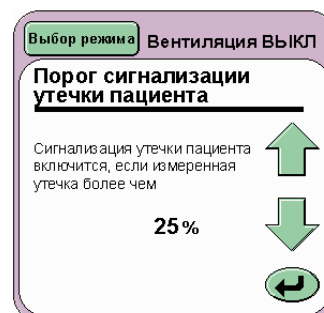 Выбор режима Вентиляция ВЫКЛ
Порог сигнализации
утечки пациента
Сигнализация утечки пациента
включится, если измеренная
утечка более чем
25 %